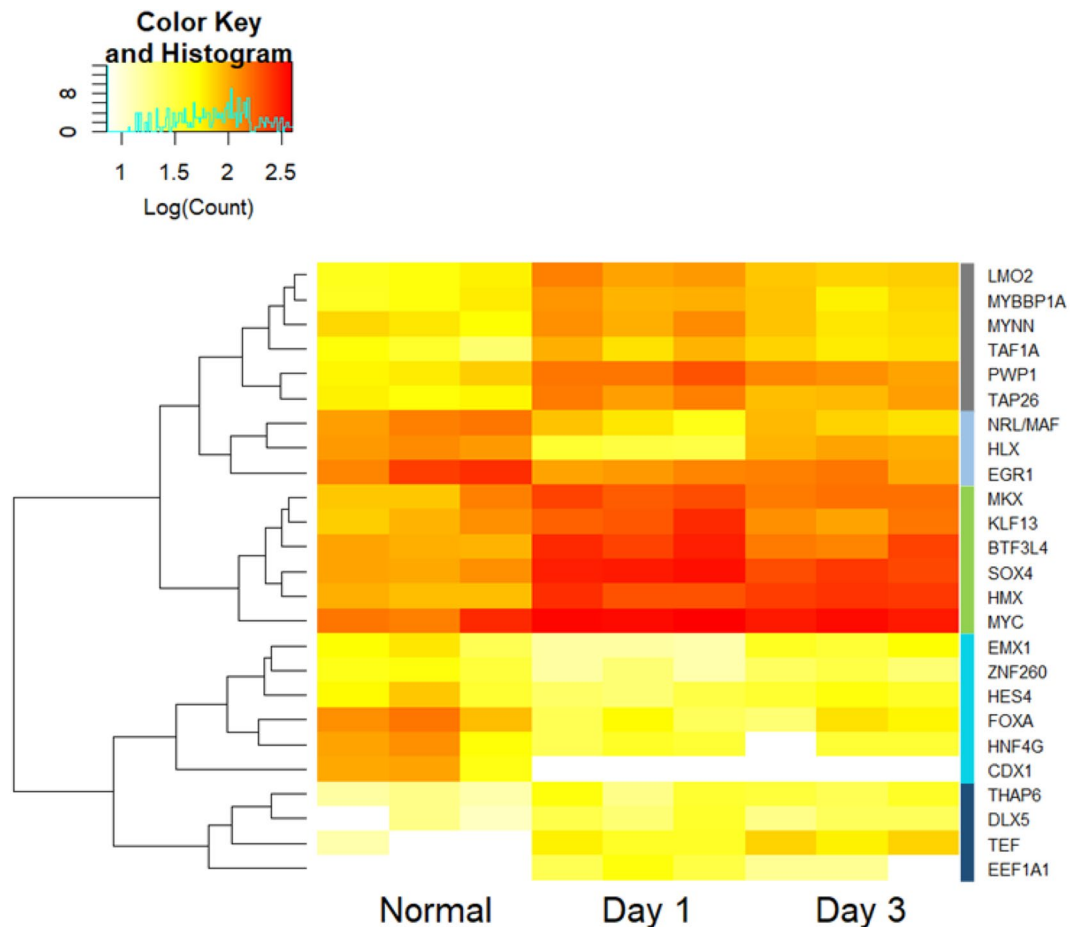 Color Key
and Histogram
8
0
1 1.5 2 2.5
Log(Count)
LMO2
MYBBP1A
MYNN
TAF1A
PWP1
TAP26
NRL/MAF
HLX
EGR1
MKX
KLF13
BTF3L4
SOX4
HMX
MYC
EMX1
ZNF260
HES4
FOXA
HNF4G
CDX1
THAP6
DLX5
TEF
EEF1A1
Normal Day 1 Day 3